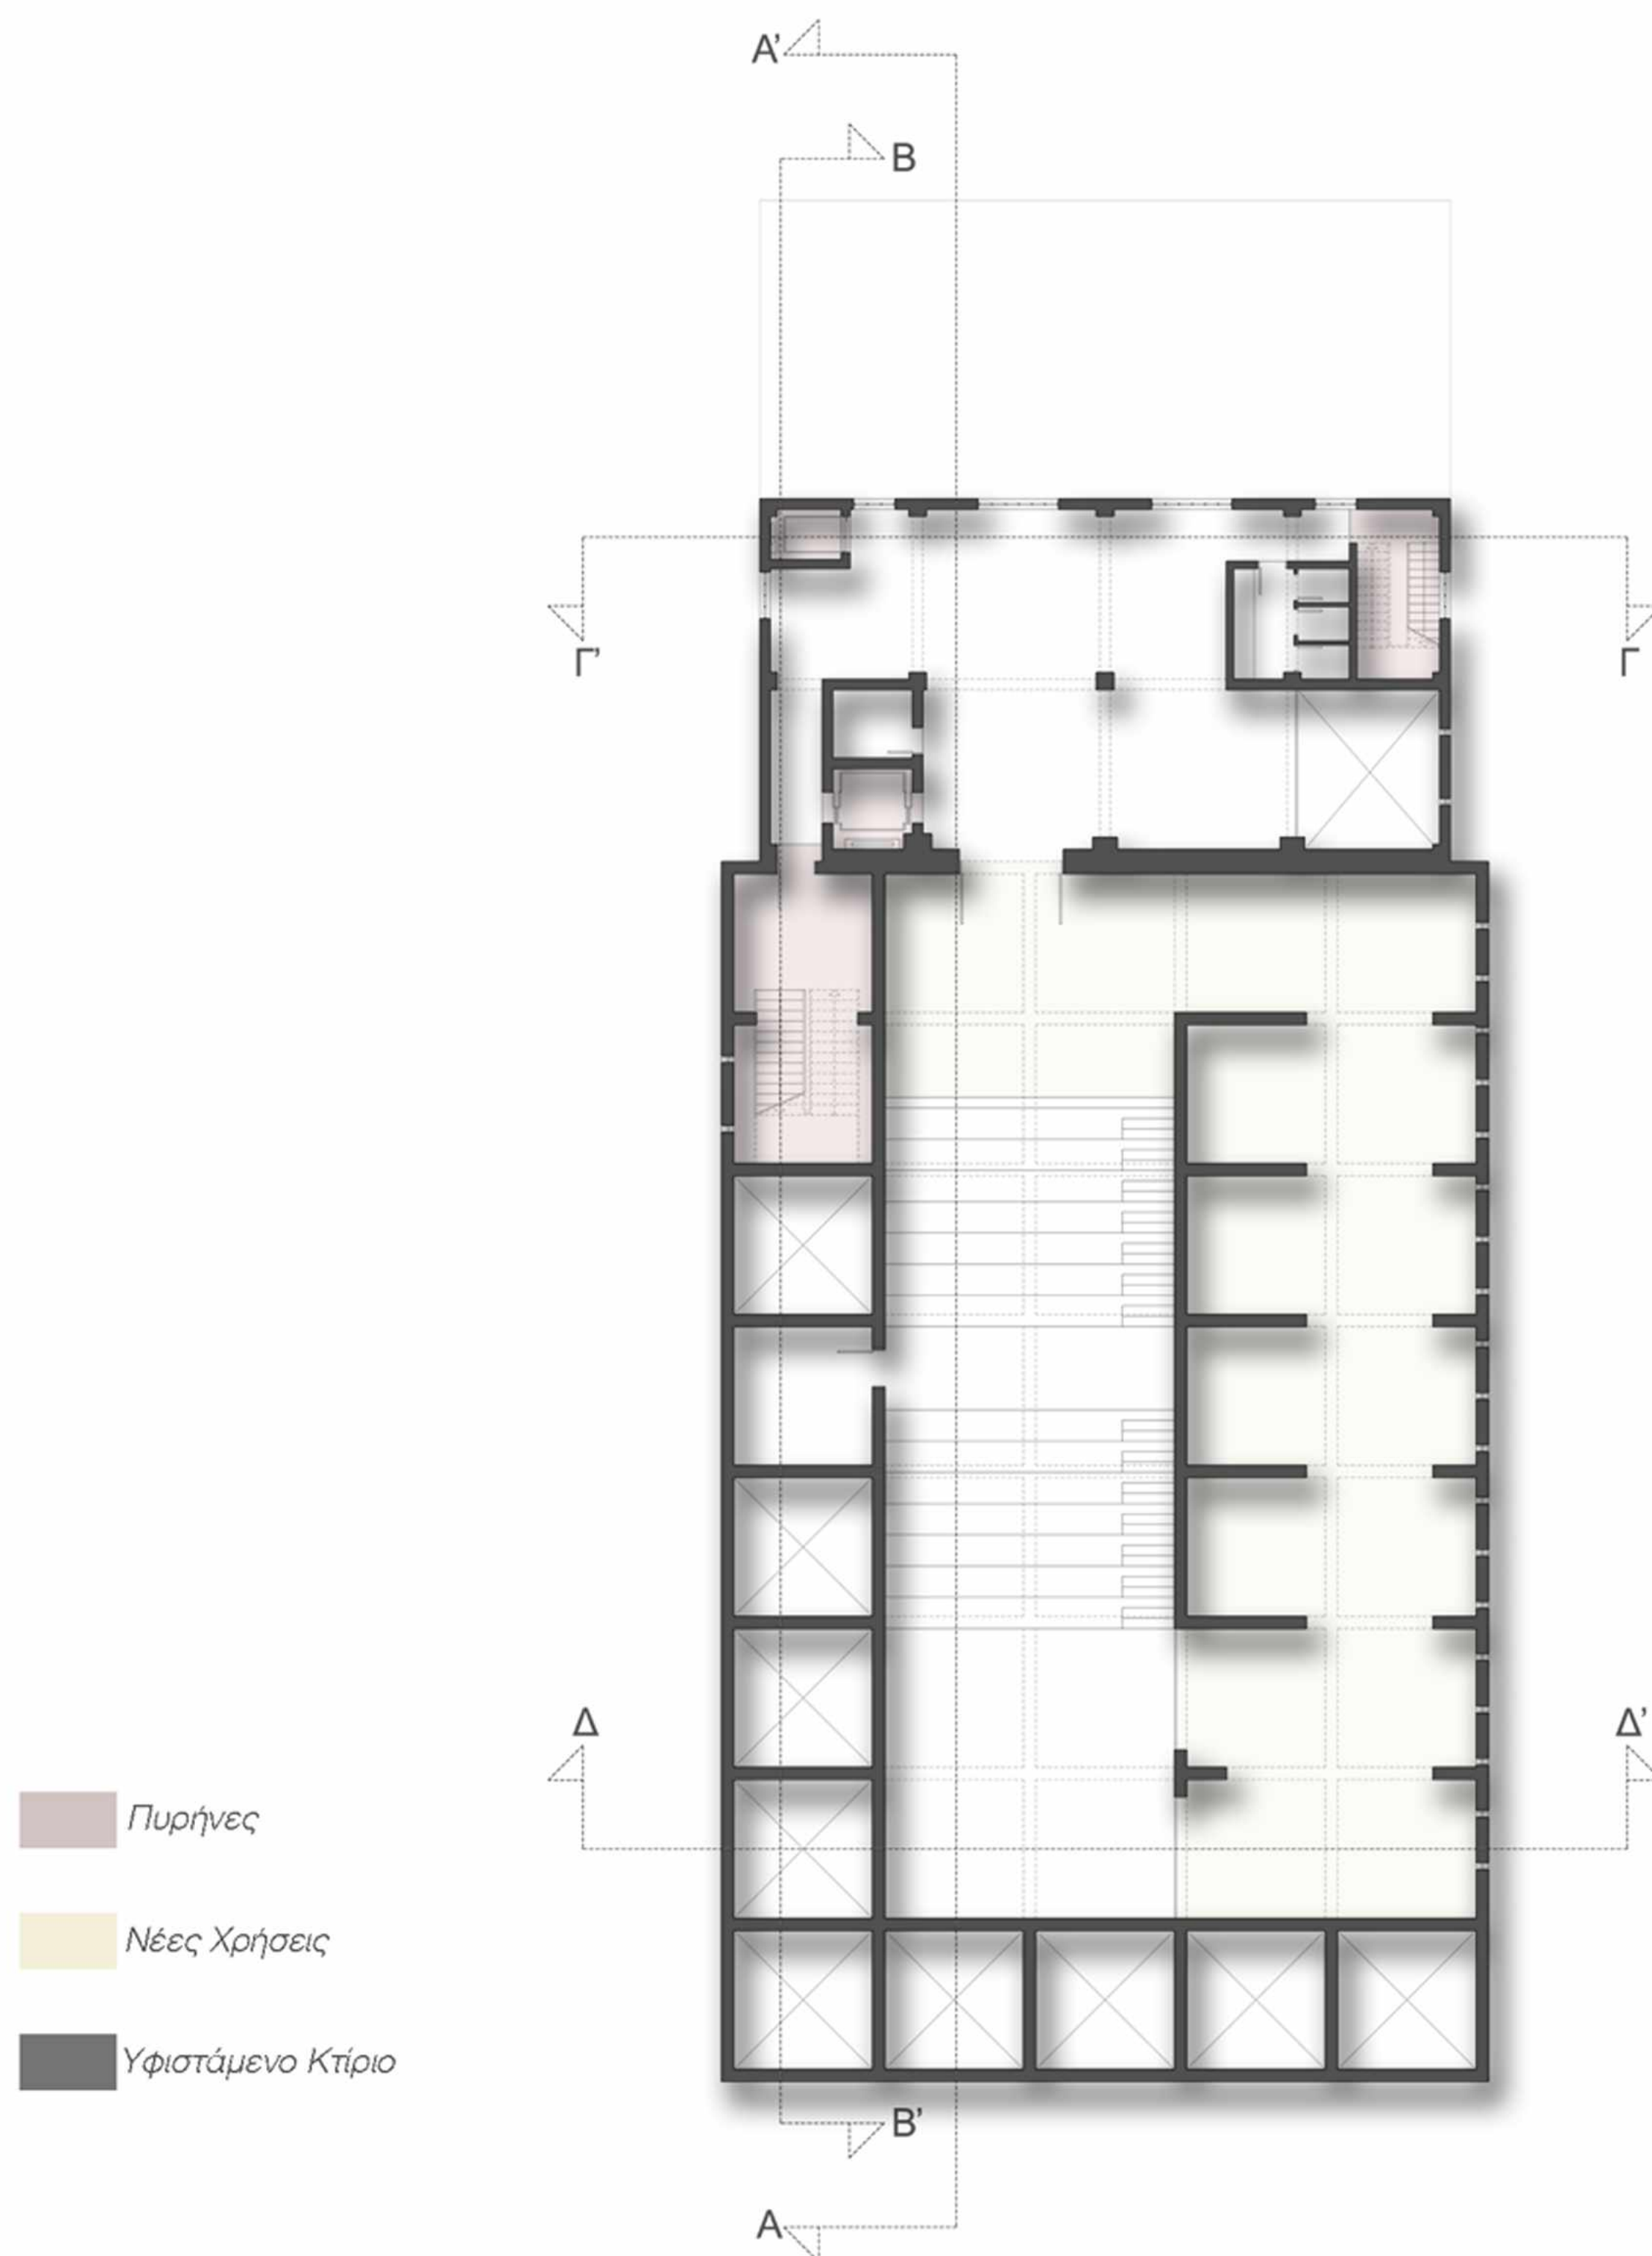 Α’
Β
Γ’
Γ
Δ
Δ’
Πυρήνες
Νέες Χρήσεις
Υφιστάμενο Κτίριο
Β’
Α